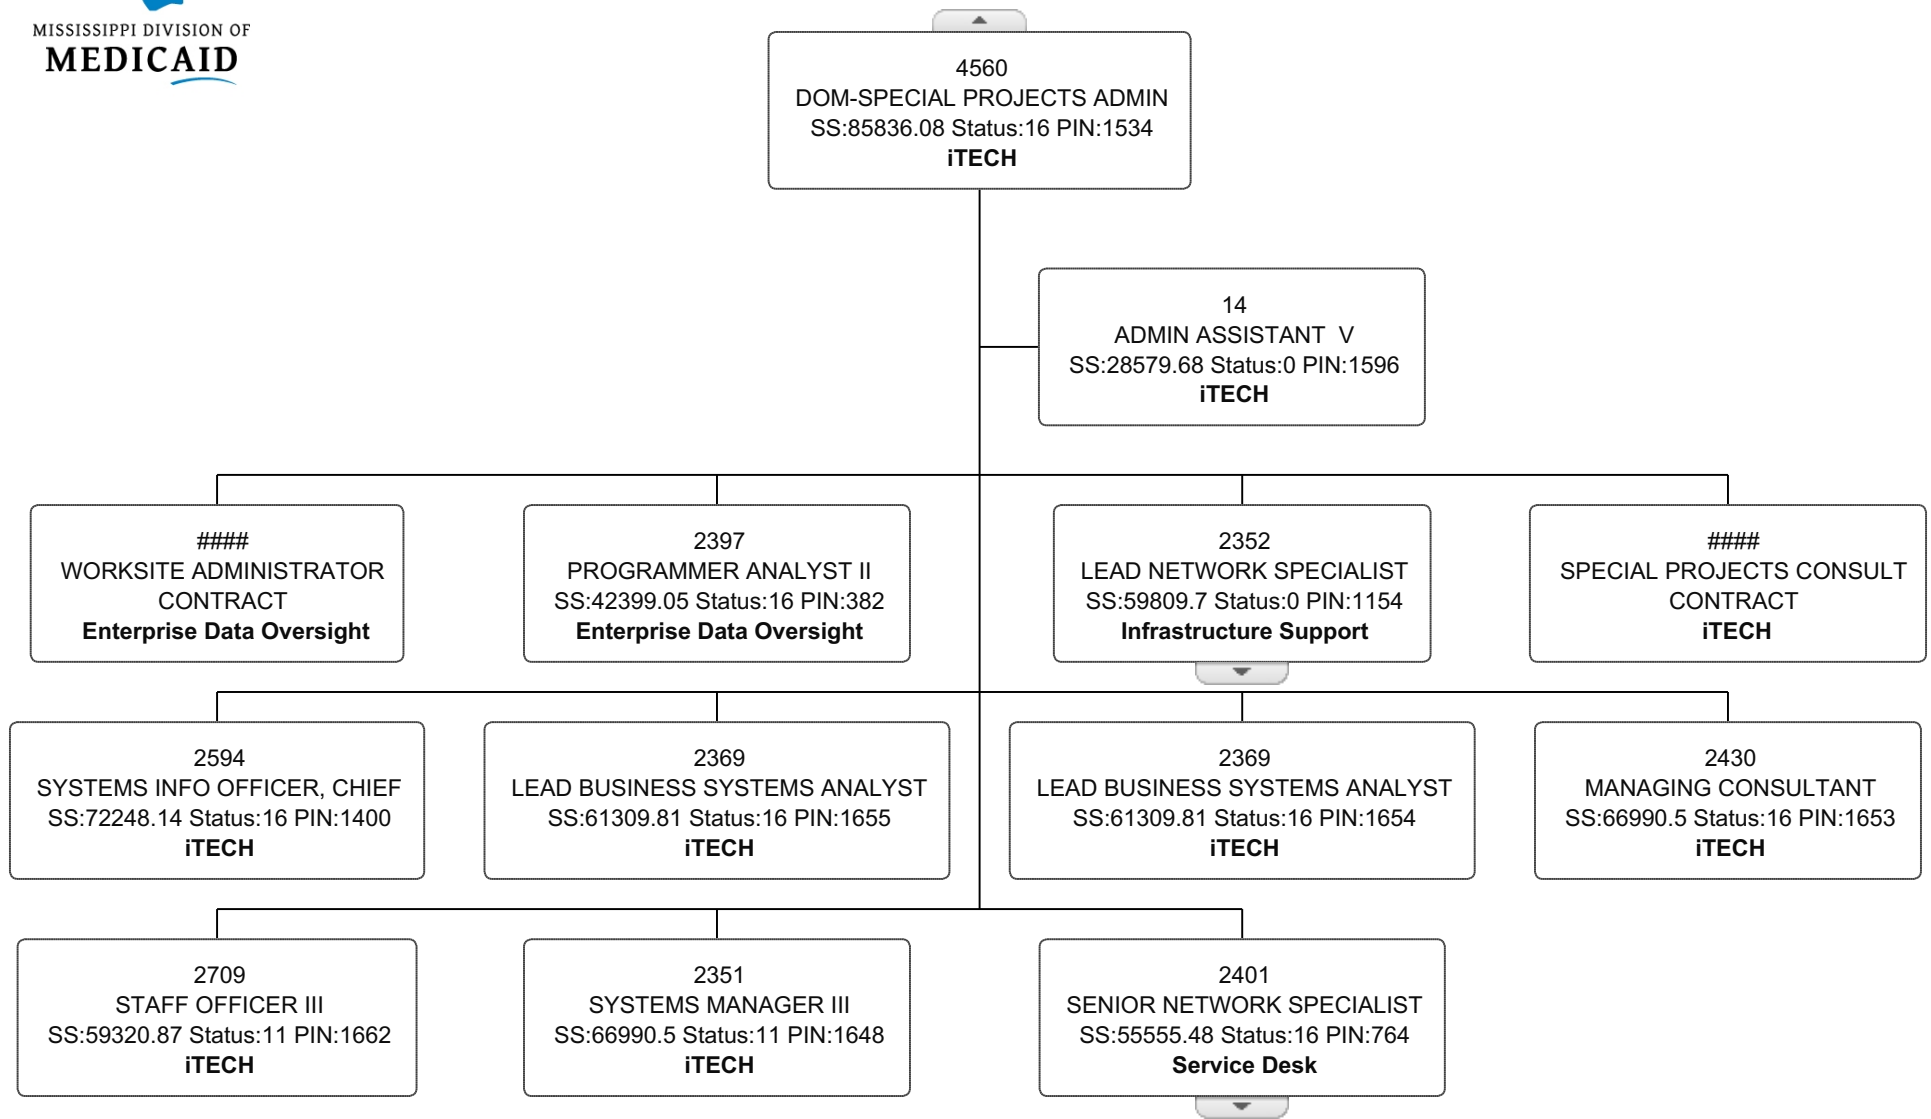 MISSISSIPPI DIVISION OF
MEDICAID
4560
DOM-SPECIAL PROJECTS ADMIN
SS:85836.08 Status:16 PIN:1534
iTECH
14
ADMIN ASSISTANT  V
SS:28579.68 Status:0 PIN:1596
iTECH
####
WORKSITE ADMINISTRATOR
CONTRACT
Enterprise Data Oversight
2397
PROGRAMMER ANALYST II
SS:42399.05 Status:16 PIN:382
Enterprise Data Oversight
2352
LEAD NETWORK SPECIALIST
SS:59809.7 Status:0 PIN:1154
Infrastructure Support
####
SPECIAL PROJECTS CONSULT
CONTRACT
iTECH
2594
SYSTEMS INFO OFFICER, CHIEF
SS:72248.14 Status:16 PIN:1400
iTECH
2369
LEAD BUSINESS SYSTEMS ANALYST
SS:61309.81 Status:16 PIN:1655
iTECH
2369
LEAD BUSINESS SYSTEMS ANALYST
SS:61309.81 Status:16 PIN:1654
iTECH
2430
MANAGING CONSULTANT
SS:66990.5 Status:16 PIN:1653
iTECH
2709
STAFF OFFICER III
SS:59320.87 Status:11 PIN:1662
iTECH
2351
SYSTEMS MANAGER III
SS:66990.5 Status:11 PIN:1648
iTECH
2401
SENIOR NETWORK SPECIALIST
SS:55555.48 Status:16 PIN:764
Service Desk